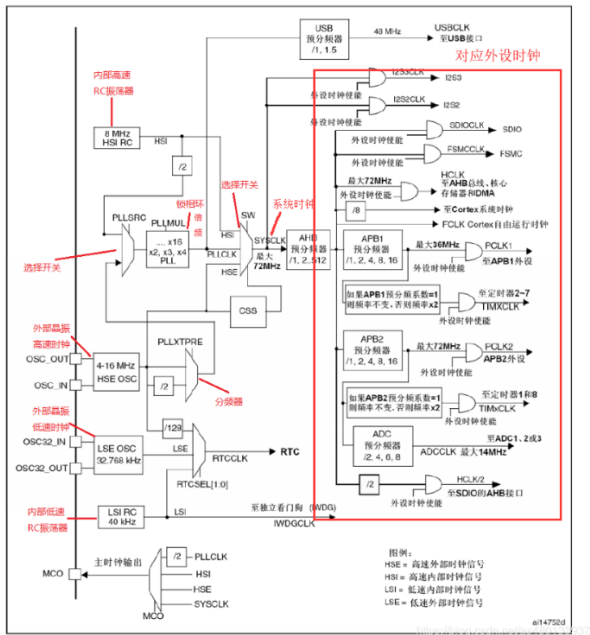 USB
预分频器
/1, 1.5
48 MHz
USBCLK
至USB接口
对应外设时钟
I2S3CLK
I2S3
外设时钟使能
I2S2CLK
I2S2
外设时钟使能
SDIOCLK
SDIO
外设时钟使能
FSMCCLK
FSMC
外设时钟使能
最大72MHz
HCLK
至AHB总线、核心
存储器和DMA
外设时钟使能
/8
至Cortex系统时钟
FCLK Cortex自由运行时钟
内部高速
RC振荡器
8 MHz
HSI RC
HSI
/2
选择开关
锁相环
倍
频
选择开关
系统时钟
SW
PLLSRC
PLLMUL
..., x16
x2, x3, x4
PLL
HSI
PLLCLK
HSE
SYSCLK
最大
72MHz
AHB
预分频器
/1, 2..512
CSS
APB1
预分频器
/1, 2, 4, 8, 16
最大36MHz
PCLK1
至APB1外设
外设时钟使能
如果APB1预分频系数=1
则频率不变,否则频率x2
至定时器2~7
TIMXCLK
外设时钟使能
APB2
预分频器
/1, 2, 4, 8, 16
最大72MHz
PCLK2
APB2外设
外设时钟使能
如果APB2预分频系数=1
则频率不变,否则频率x2
至定时器1和8
TIMxCLK
外设时钟使能
ADC
预分频器
/2, 4, 6, 8
至ADC1、2或3
ADCCLK 最大14MHz
/2
HCLK/2
至SDIO的AHB接口
外设时钟使能
外部晶振
高速时钟
OSC_OUT
OSC_IN
4-16 MHz
HSE OSC
PLLXTPRE
/2
分频器
外部晶振
低速时钟
OSC32_IN
OSC32_OUT
LSE OSC
32.768 kHz
/128
LSE
RTCCLK
RTC
RTCSEL[1:0]
内部低速
RC振荡器
LSI RC
40 kHz
LSI
至独立看门狗 (IWDG)
IWDGCLK
主时钟输出
MCO
/2
PLLCLK
HSI
HSE
SYSCLK
MCO
图例:
HSE = 高速外部时钟信号
HSI = 高速内部时钟信号
LSI = 低速内部时钟信号
LSE = 低速外部时钟信号
ai14752d